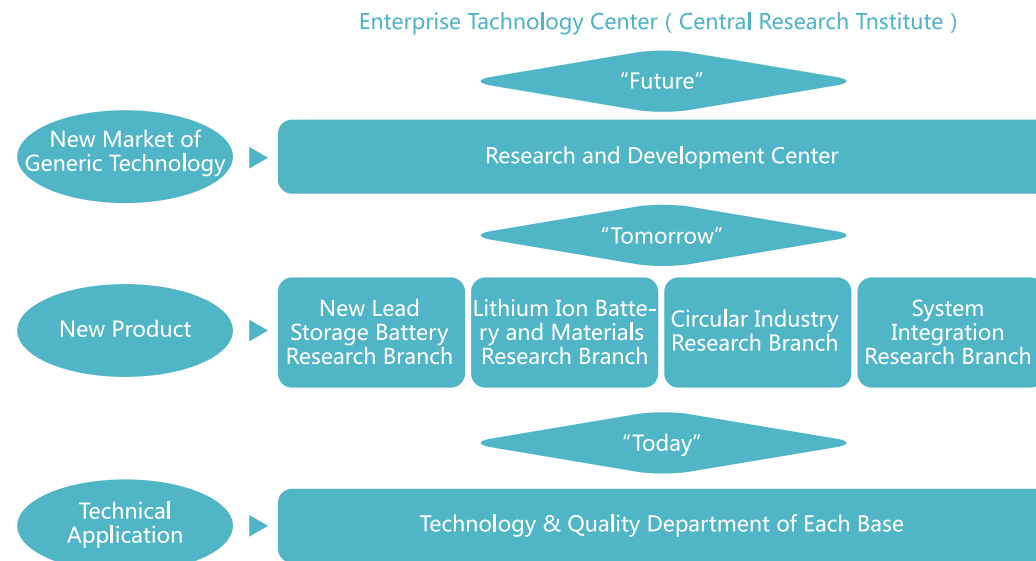 Enterprise Tachnology Center ( Central Research Tnstitute )
“Future”
New Market of
Generic Technology
Research and Development Center
“Tomorrow”
New Product
New Lead
Storage Battery
Research Branch
Lithium Ion Batte-
ry and Materials
Research Branch
Circular Industry
Research Branch
System
Integration
Research Branch
“Today”
Technical
Application
Technology & Quality Department of Each Base